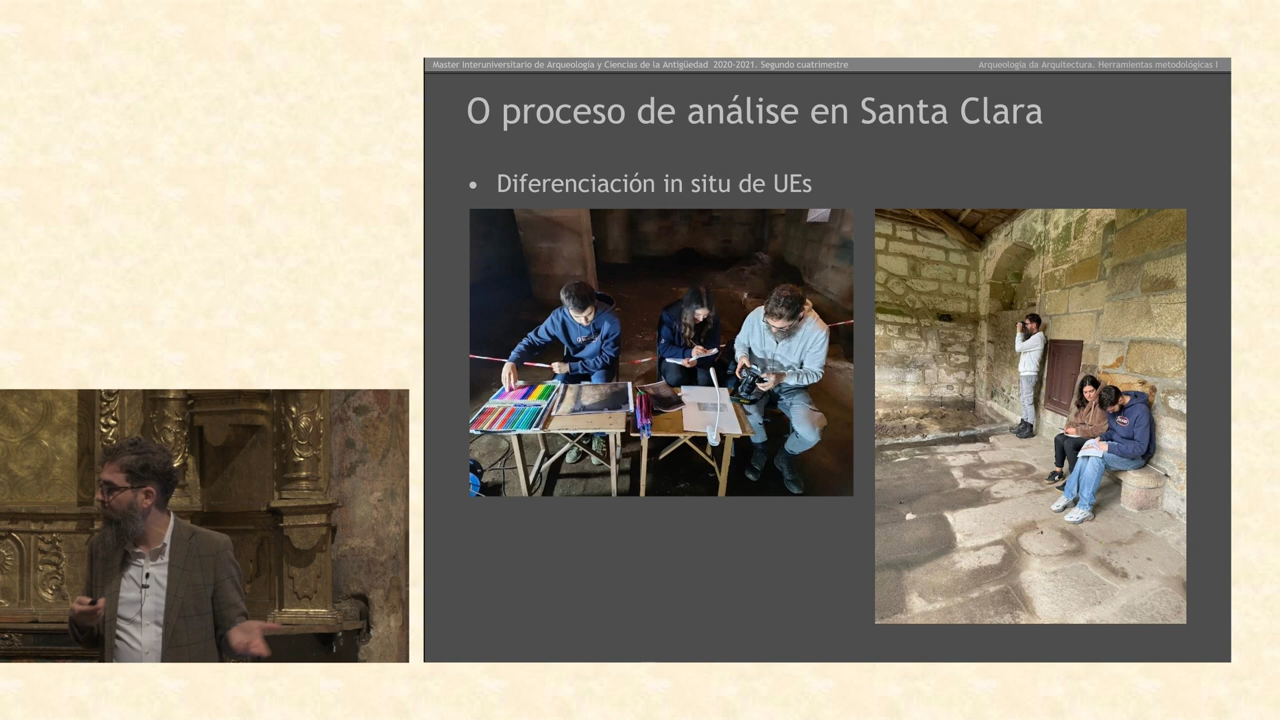 Master Interuniversitario de Arqueología y Ciencias de la Antigüedad 2020-2021. Segundo cuatrimestre
Arqueología da Arquitectura. Herramientas metodológicas I
O proceso de análise en Santa Clara
• Diferenciación in situ de UEs